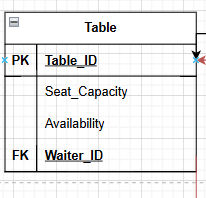 Table
PK Table_ID
Seat_Capacity
Availability
FK Waiter_ID